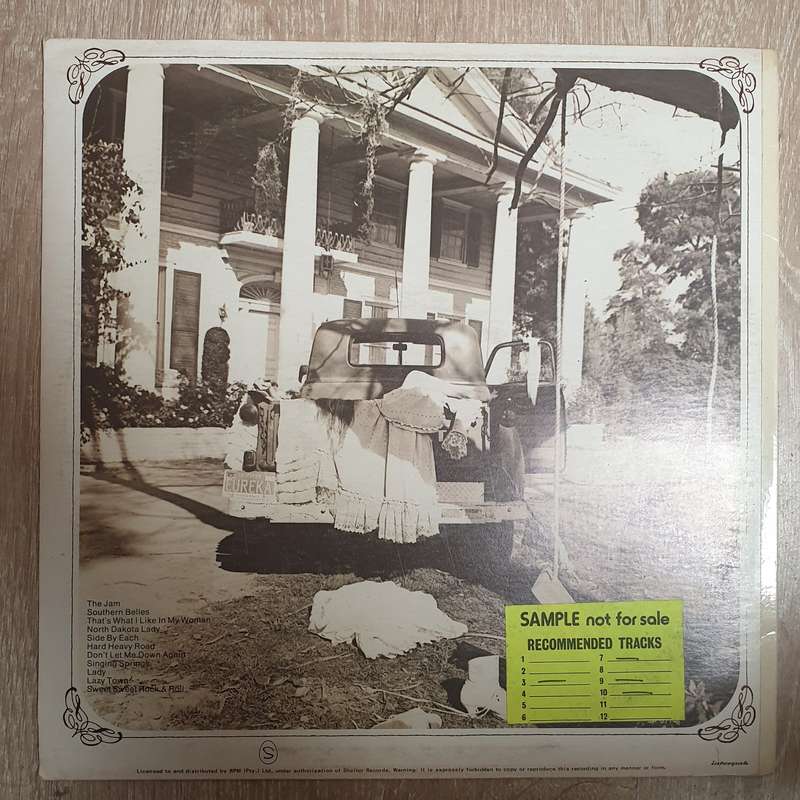 EUREKA
The Jam
Southern Belles
That's What I Like In My Woman
North Dakota Lady
Side By Each
Hard Heavy Road
Don't Let Me Down Again
Singing Springs
Lady
Lazy Town
Sweet Sweet Rock & Roll
SAMPLE not for sale
RECOMMENDED TRACKS
1 7
2 8
3 9
4 10
5 11
6 12
S
Licensed to and distributed by RPM (Pty.) Ltd, under authorization of Shelter Records. Warning: It is expressly forbidden to copy or reproduce this recording in any manner or form.